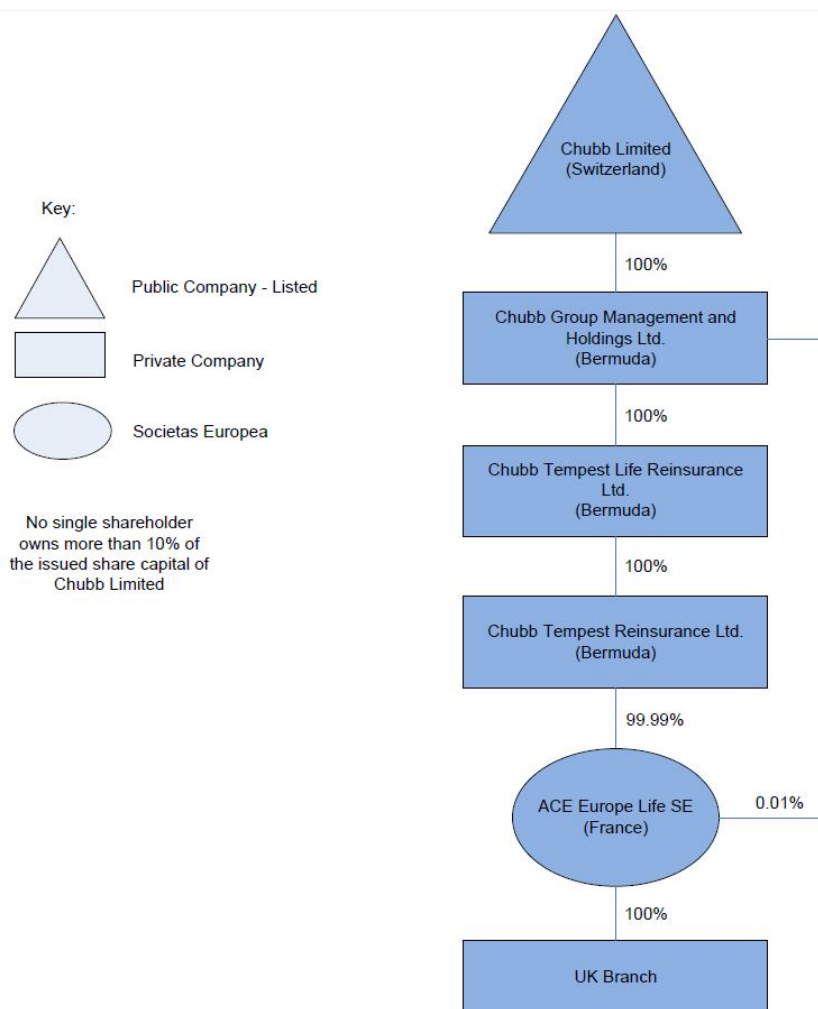 Chubb Limited
(Switzerland)
Key:
Public Company - Listed
Private Company
Societas Europea
No single shareholder
owns more than 10% of
the issued share capital of
Chubb Limited
100%
Chubb Group Management and
Holdings Ltd.
(Bermuda)
100%
Chubb Tempest Life Reinsurance
Ltd.
(Bermuda)
100%
Chubb Tempest Reinsurance Ltd.
(Bermuda)
99.99%
ACE Europe Life SE
(France)
0.01%
100%
UK Branch